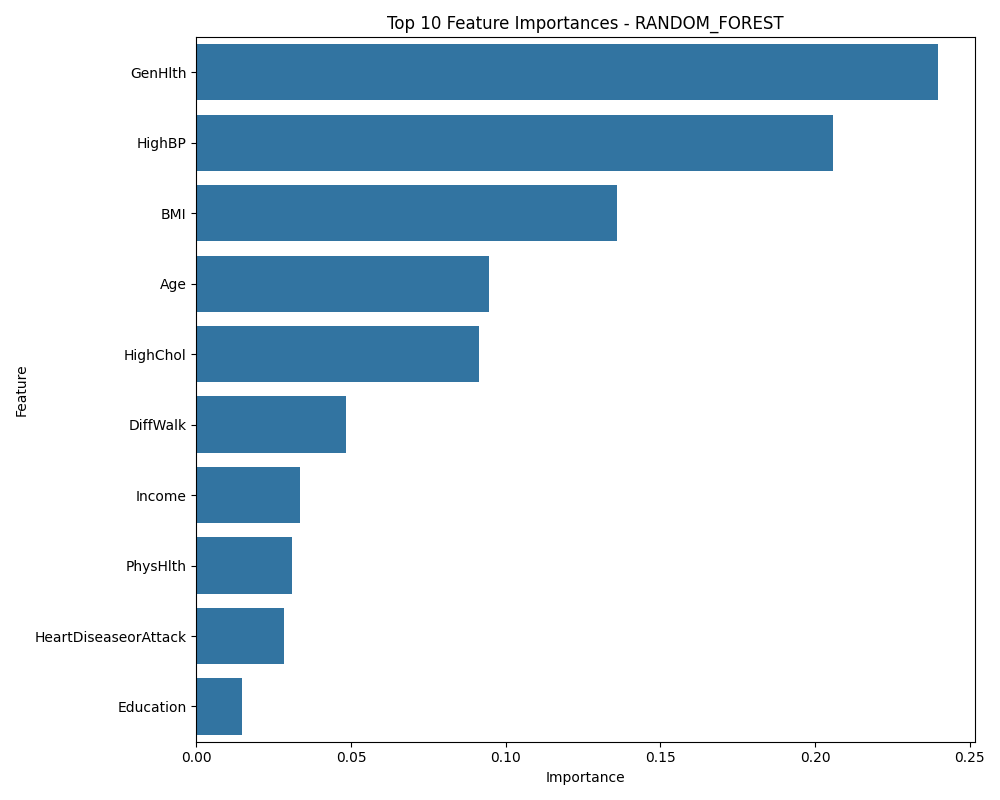 Top 10 Feature Importances - RANDOM_FOREST
GenHlth
HighBP
BMI
Age
HighChol
DiffWalk
Income
PhysHlth
HeartDiseaseorAttack
Education
Feature
0.00 0.05 0.10 0.15 0.20 0.25
Importance